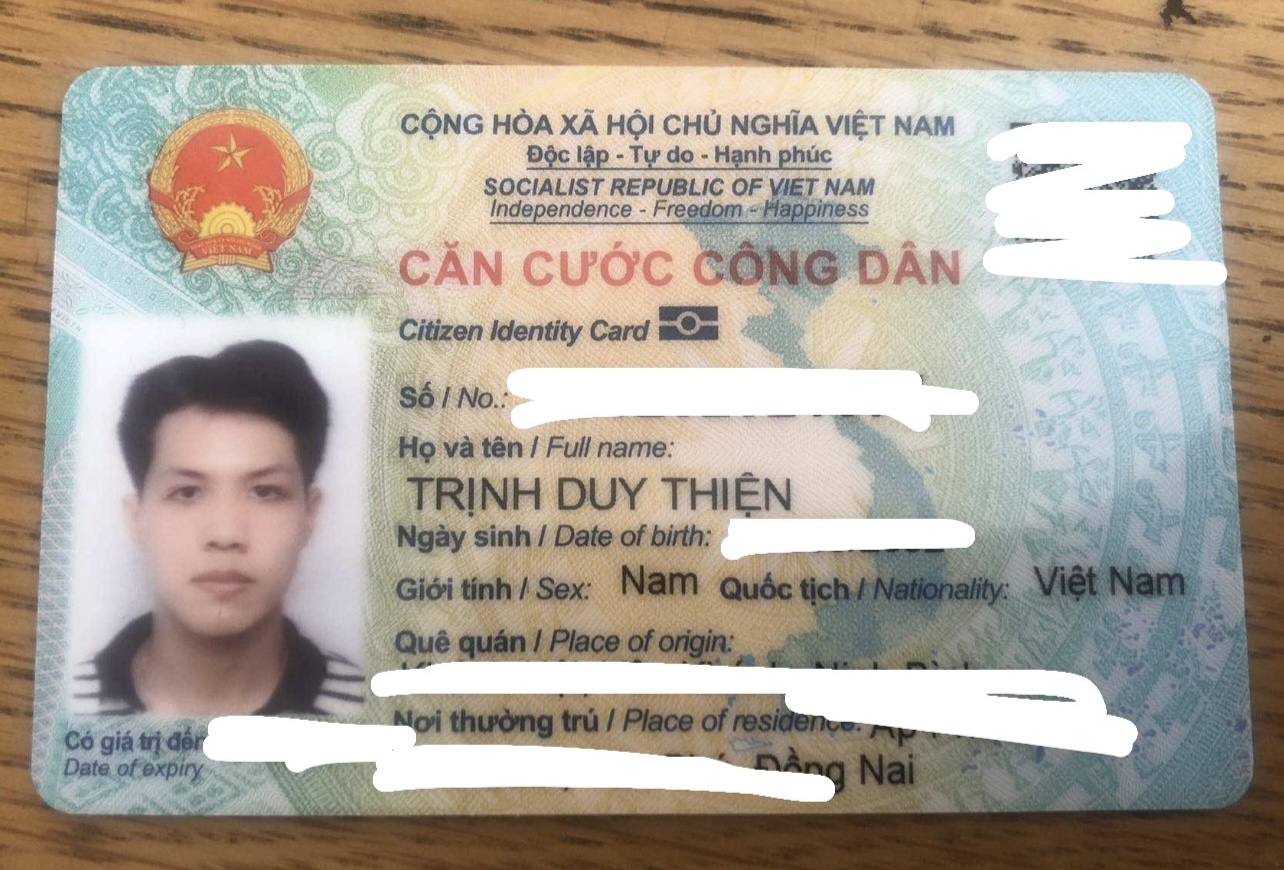 CỘNG HÒA XÃ HỘI CHỦ NGHĨA VIỆT NAM
Độc lập - Tự do - Hạnh phúc
SOCIALIST REPUBLIC OF VIET NAM
Independence - Freedom - Happiness
CĂN CƯỚC CÔNG DÂN
Citizen Identity Card
Số / No.:
Họ và tên / Full name:
TRỊNH DUY THIỆN
Ngày sinh / Date of birth:
Giới tính / Sex: Nam Quốc tịch / Nationality: Việt Nam
Quê quán / Place of origin:
Nơi thường trú / Place of residence:
Đồng Nai
Có giá trị đến
Date of expiry
VIỆT NAM